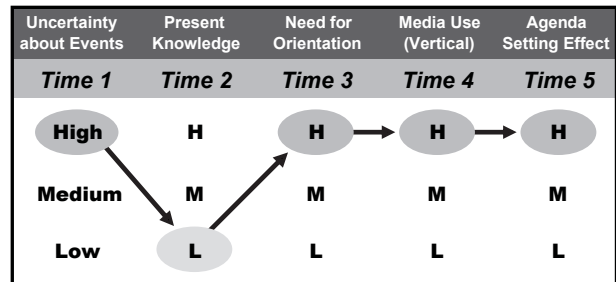 Uncertainty about Events Present Knowledge Need for Orientation Media Use (Vertical) Agenda Setting Effect
Time 1 Time 2 Time 3 Time 4 Time 5
High H H H H
Medium M M M M
Low L L L L